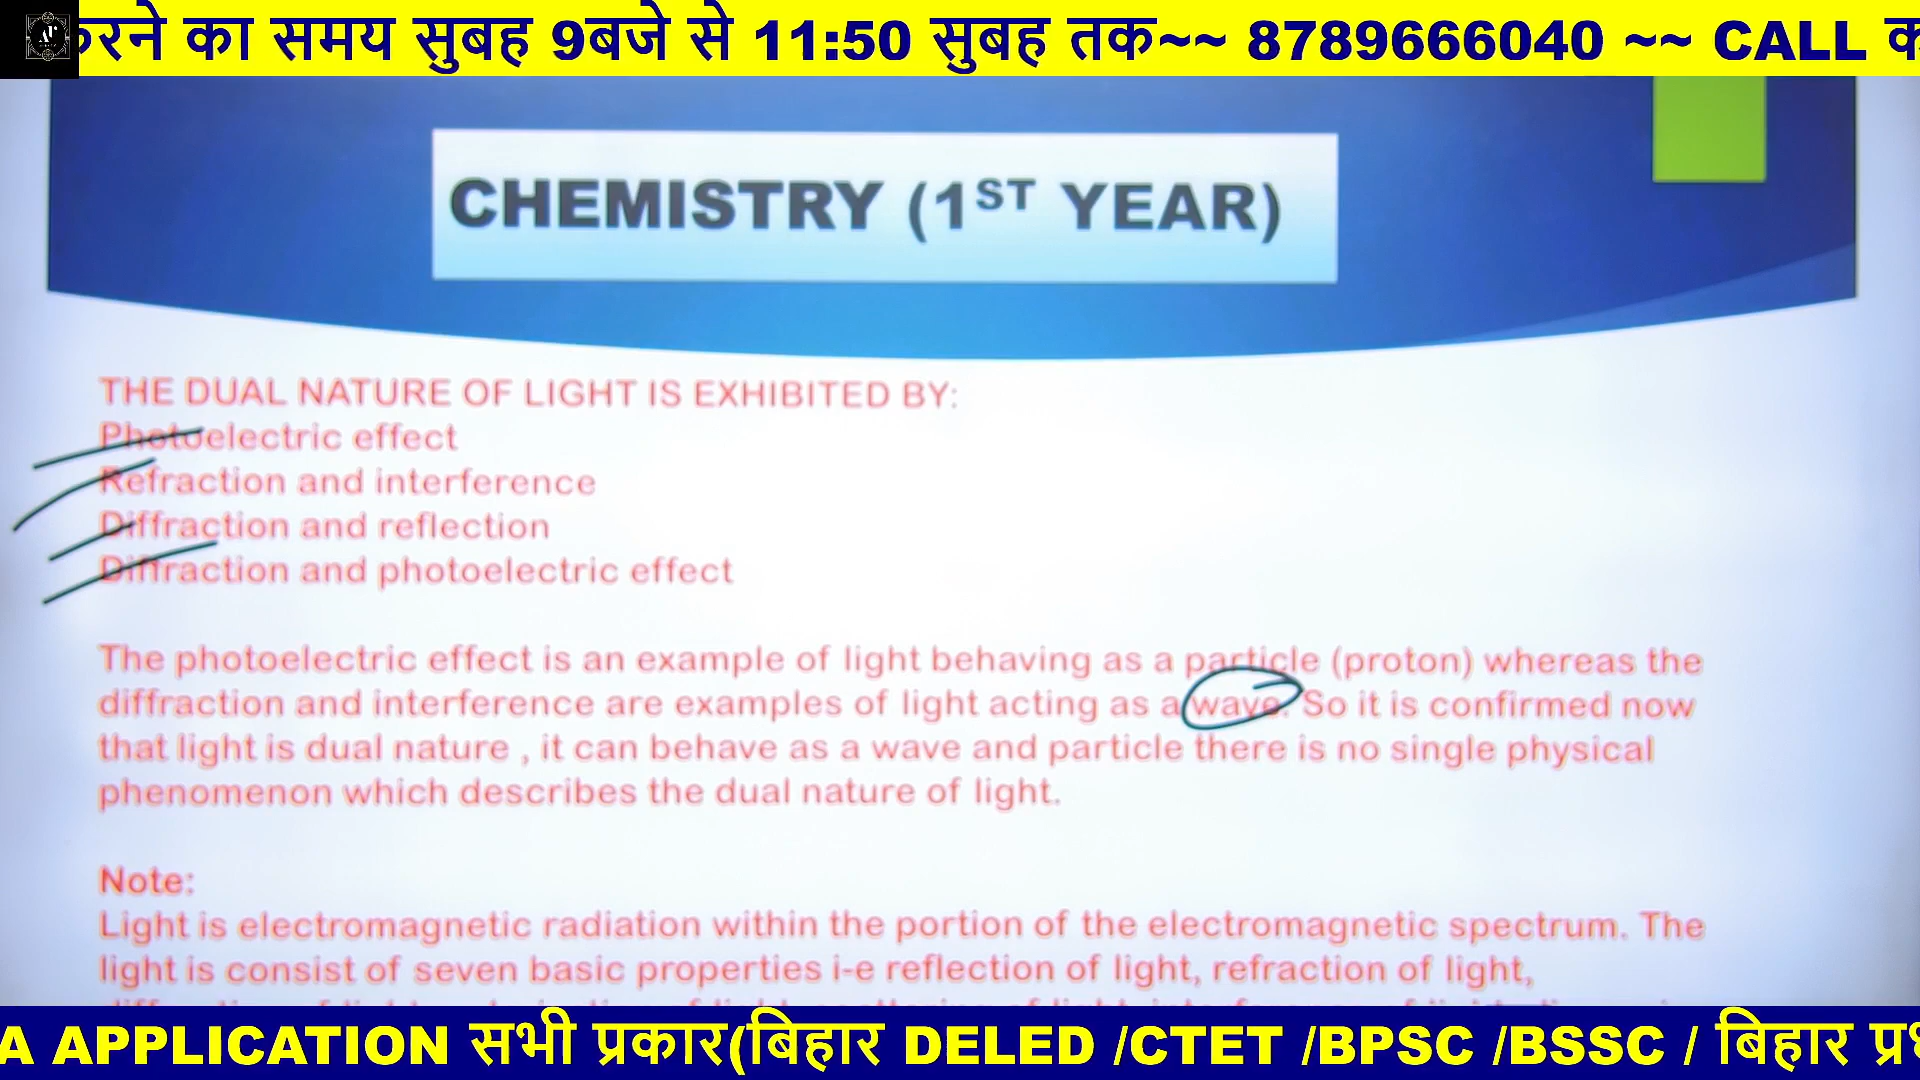 करने का समय सुबह 9बजे से 11:50 सुबह तक~~ 8789666040 ~~ CALL
CHEMISTRY (1ST YEAR)
THE DUAL NATURE OF LIGHT IS EXHIBITED BY:
Photoelectric effect
Refraction and interference
Diffraction and reflection
Diffraction and photoelectric effect
The photoelectric effect is an example of light behaving as a particle (proton) whereas the
diffraction and interference are examples of light acting as a wave. So it is confirmed now
that light is dual nature , it can behave as a wave and particle there is no single physical
phenomenon which describes the dual nature of light.
Note:
Light is electromagnetic radiation within the portion of the electromagnetic spectrum. The
light is consist of seven basic properties i-e reflection of light, refraction of light,
A APPLICATION सभी प्रकार(बिहार DELED /CTET /BPSC /BSSC / बिहार